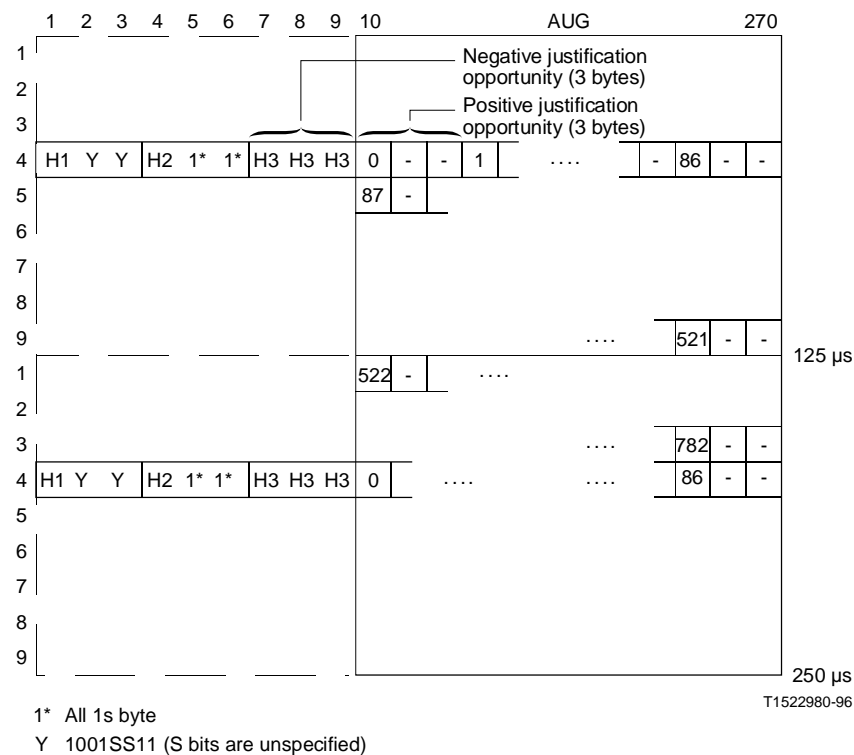 1 2 3 4 5 6 7 8 9 10 AUG 270
1
Negative justification
opportunity (3 bytes)
2
Positive justification
opportunity (3 bytes)
3
4 H1 Y Y H2 1* 1* H3 H3 H3 0 - - 1 .... - 86 - -
5 87 -
6
7
8
9 .... 521 - -
125 µs
1 522 - ....
2
3 .... 782 - -
4 H1 Y Y H2 1* 1* H3 H3 H3 0 .... .... 86 - -
5
6
7
8
9
250 µs
T1522980-96
1* All 1s byte
Y 1001SS11 (S bits are unspecified)